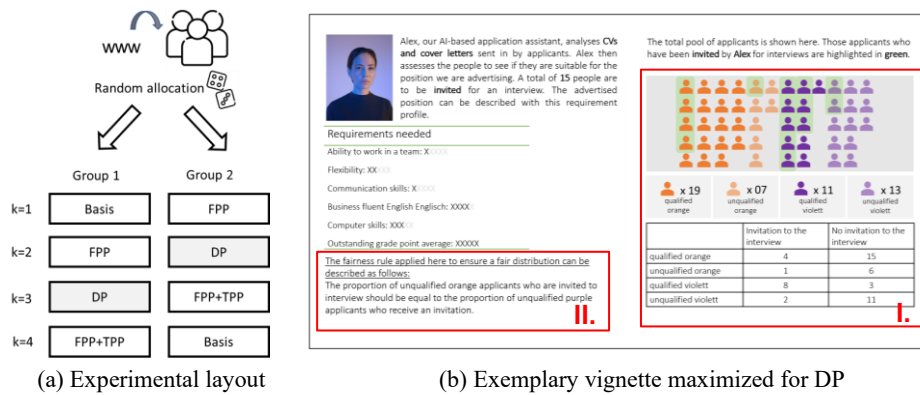 www
Random allocation
Group 1
Group 2
k=1
Basis
FPP
k=2
FPP
DP
k=3
DP
FPP+TPP
k=4
FPP+TPP
Basis
(a) Experimental layout
Alex, our AI-based application assistant, analyses CVs
and cover letters sent in by applicants. Alex then
assesses the people to see if they are suitable for the
position we are advertising. A total of 15 people are
to be invited for an interview. The advertised
position can be described with this requirement
profile.
Requirements needed
Ability to work in a team: XXXXX
Flexibility: XXXXX
Communication skills: XXXXX
Business fluent English Englisch: XXXXX
Computer skills: XXXXX
Outstanding grade point average: XXXXX
The fairness rule applied here to ensure a fair distribution can be
described as follows:
The proportion of unqualified orange applicants who are invited to
interview should be equal to the proportion of unqualified purple
applicants who receive an invitation.
II.
The total pool of applicants is shown here. Those applicants who
have been invited by Alex for interviews are highlighted in green.
x 19
qualified
orange
x 07
unqualified
orange
x 11
qualified
violett
x 13
unqualified
violett
Invitation to the
interview
No invitation to the
interview
qualified orange 4 15
unqualified orange 1 6
qualified violett 8 3
unqualified violett 2 11
I.
(b) Exemplary vignette maximized for DP